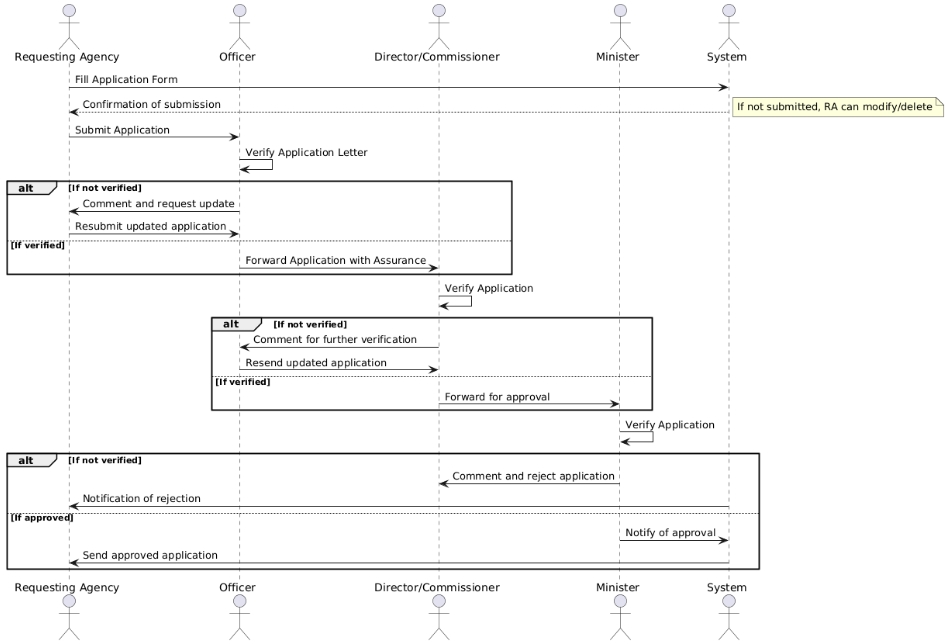 Requesting Agency Officer Director/Commissioner Minister System
Fill Application Form
Confirmation of submission
If not submitted, RA can modify/delete
Submit Application
Verify Application Letter
alt [If not verified]
Comment and request update
Resubmit updated application
[If verified]
Forward Application with Assurance
Verify Application
alt [If not verified]
Comment for further verification
Resend updated application
[If verified]
Forward for approval
Verify Application
alt [If not verified]
Comment and reject application
Notification of rejection
[If approved]
Notify of approval
Send approved application
Requesting Agency Officer Director/Commissioner Minister System